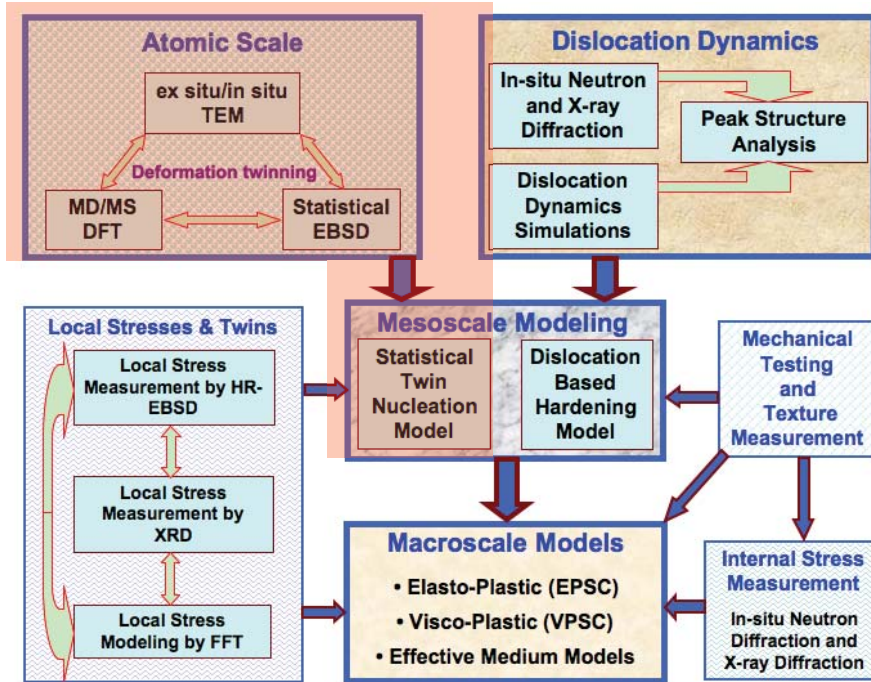 Atomic Scale
ex situ/in situ
TEM
Deformation twinning
MD/MS
DFT
Statistical
EBSD
Dislocation Dynamics
In-situ Neutron
and X-ray
Diffraction
Peak Structure
Analysis
Dislocation
Dynamics
Simulations
Local Stresses & Twins
Local Stress
Measurement by HR-
EBSD
Local Stress
Measurement by
XRD
Local Stress
Modeling by FFT
Mesoscale Modeling
Statistical
Twin
Nucleation
Model
Dislocation
Based
Hardening
Model
Mechanical
Testing
and
Texture
Measurement
Macroscale Models
• Elasto-Plastic (EPSC)
• Visco-Plastic (VPSC)
• Effective Medium Models
Internal Stress
Measurement
In-situ Neutron
Diffraction and
X-ray Diffraction